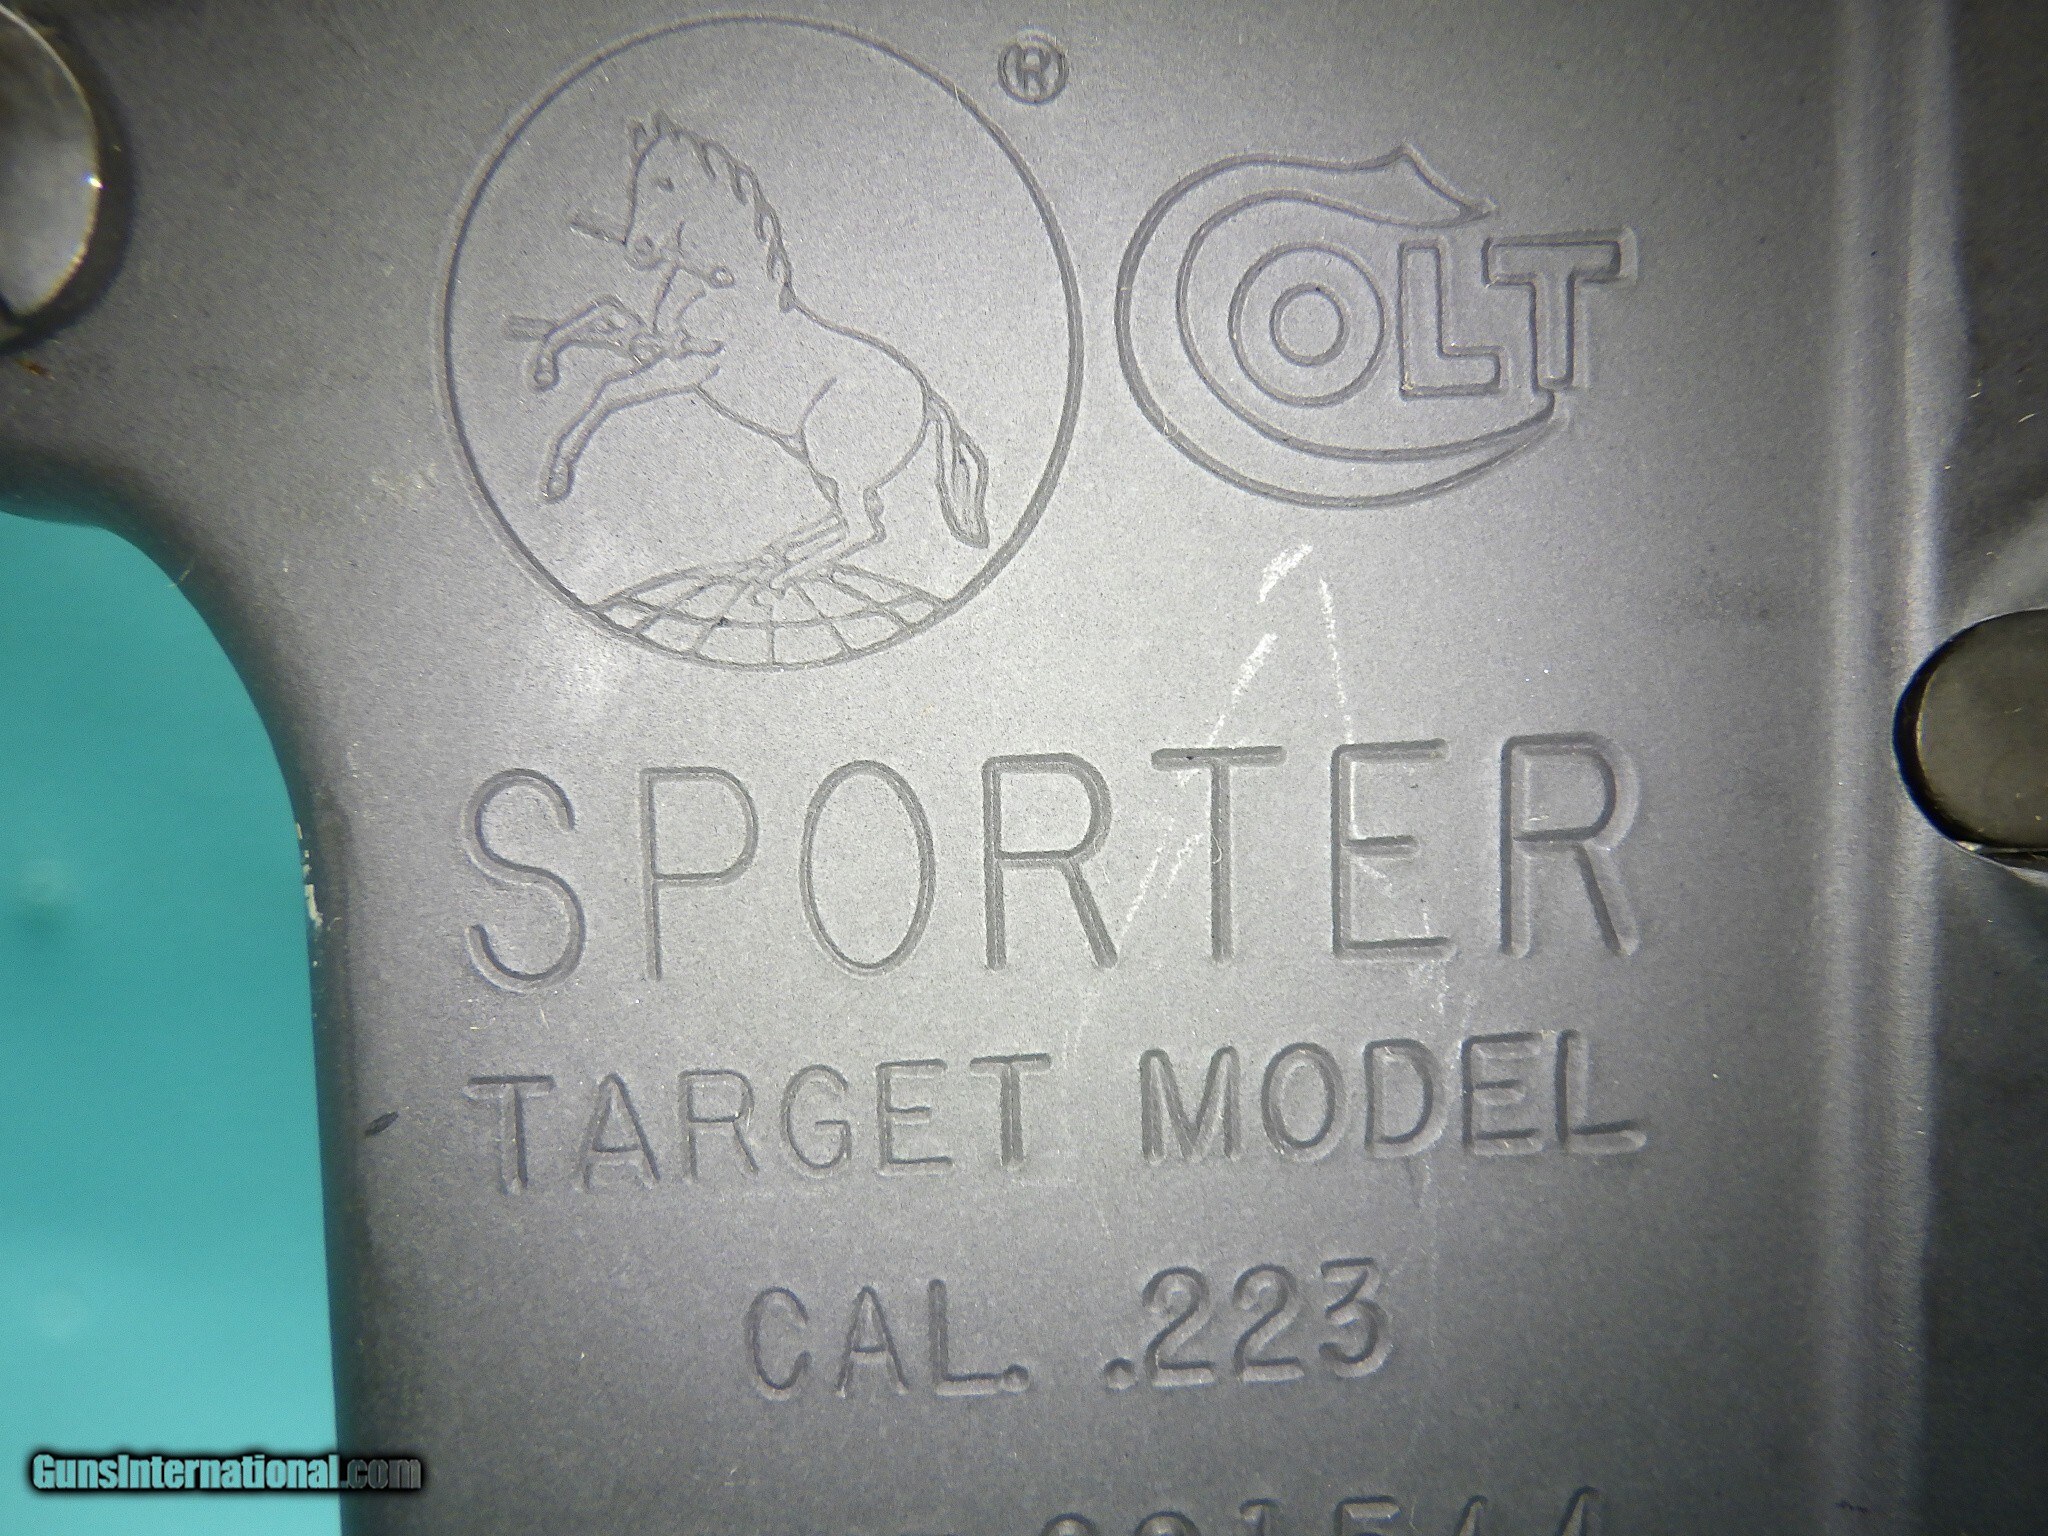 ®
COLT
SPORTER
TARGET MODEL
CAL. .223
GunsInternational.com